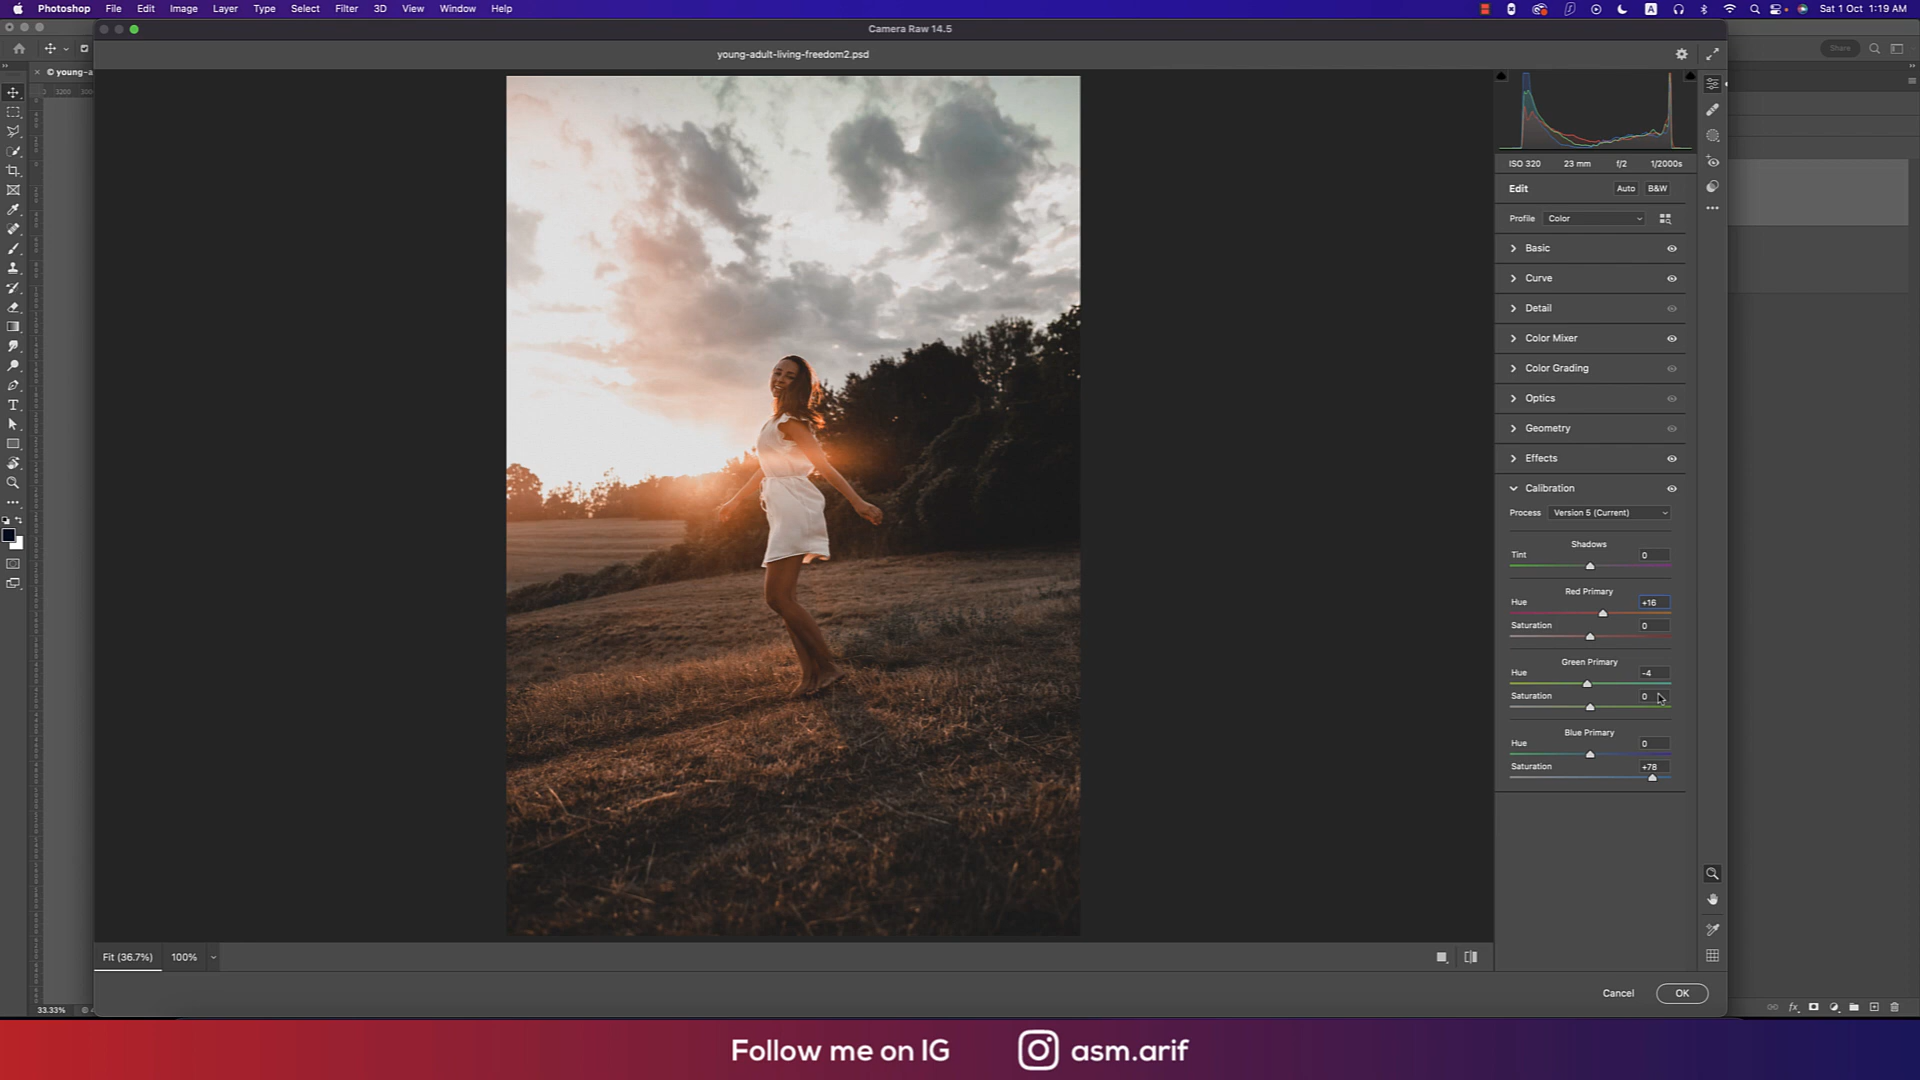 Photoshop File Edit Image Layer Type Select Filter 3D View Window Help
Sat 1 Oct 1:19 AM
Camera Raw 14.5
Share
© young-a
young-adult-living-freedom2.psd
3200
ISO 320 23 mm f/2 1/2000s
Edit Auto B&W
Profile Color
Basic
Curve
Detail
Color Mixer
Color Grading
Optics
Geometry
Effects
Calibration
Process Version 5 (Current)
Shadows
Tint 0
Red Primary
Hue +16
Saturation 0
Green Primary
Hue -4
Saturation 0
Blue Primary
Hue 0
Saturation +78
Fit (36.7%) 100%
Cancel OK
33.33%
Follow me on IG asm.arif